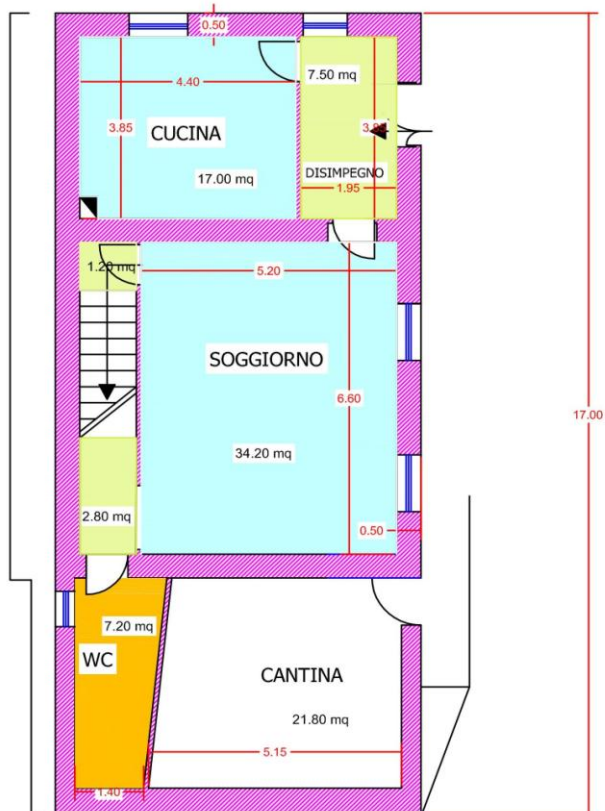 0.50
7.50 mq
4.40
3.85
CUCINA
17.00 mq
DISIMPEGNO
1.95
1.20 mq
5.20
SOGGIORNO
6.60
17.00
34.20 mq
2.80 mq
0.50
7.20 mq
WC
CANTINA
21.80 mq
5.15
1.40